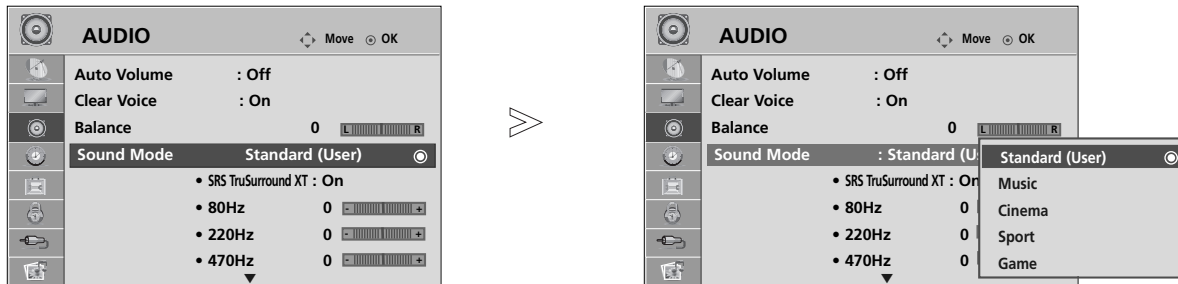 AUDIO
Move OK
Auto Volume : Off
Clear Voice : On
Balance 0 L R
Sound Mode Standard (User)
• SRS TruSurround XT : On
• 80Hz 0 - +
• 220Hz 0 - +
• 470Hz 0 - +
AUDIO
Move OK
Auto Volume : Off
Clear Voice : On
Balance 0 L R
Sound Mode : Standard (U
• SRS TruSurround XT : On
• 80Hz 0
• 220Hz 0
• 470Hz 0
Standard (User)
Music
Cinema
Sport
Game